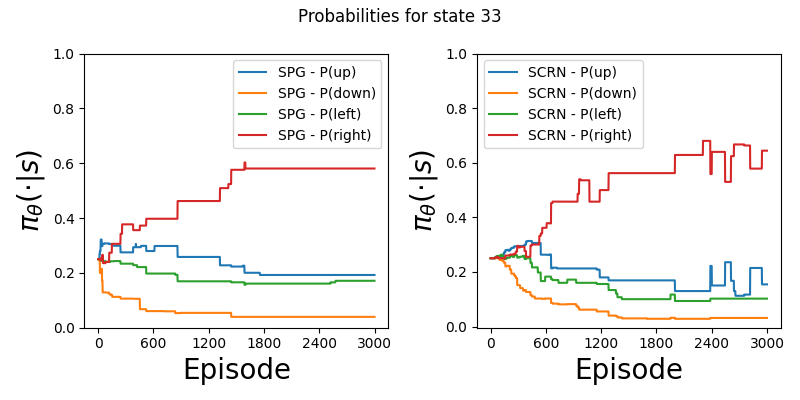 Probabilities for state 33
π_θ(·|s)
1.0
0.8
0.6
0.4
0.2
0.0
SPG - P(up)
SPG - P(down)
SPG - P(left)
SPG - P(right)
0 600 1200 1800 2400 3000
Episode
π_θ(·|s)
1.0
0.8
0.6
0.4
0.2
0.0
SCRN - P(up)
SCRN - P(down)
SCRN - P(left)
SCRN - P(right)
0 600 1200 1800 2400 3000
Episode